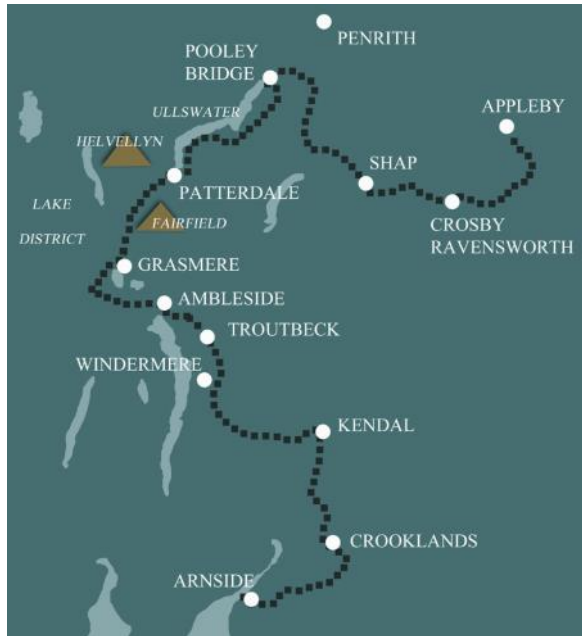 PENRITH
POOLEY
BRIDGE
APPLEBY
ULLSWATER
HELVELLYN
SHAP
PATTERDALE
LAKE
DISTRICT
FAIRFIELD
CROSBY
RAVENSWORTH
GRASMERE
AMBLESIDE
TROUTBECK
WINDERMERE
KENDAL
CROOKLANDS
ARNSIDE